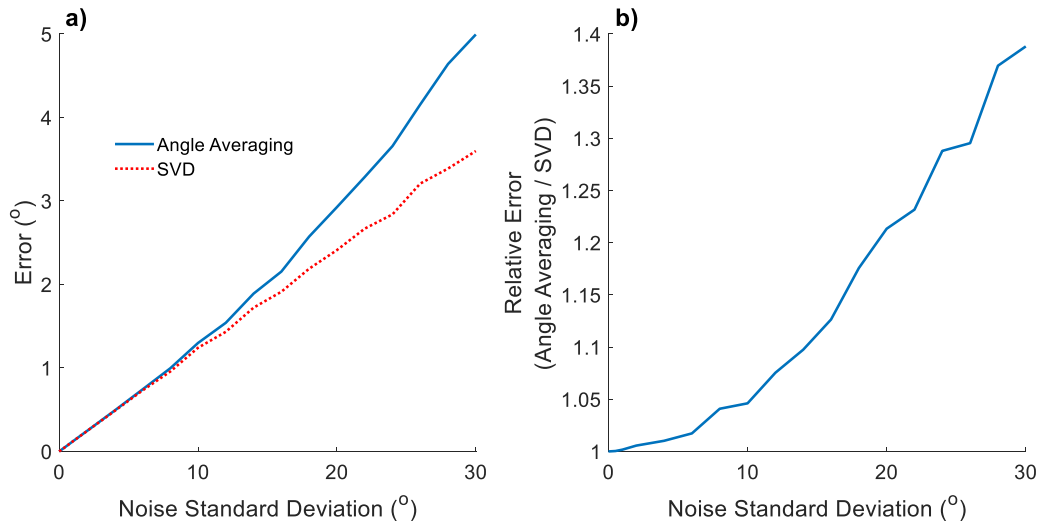 a)
5
4
3
2
1
0
Error (º)
Angle Averaging
SVD
0 10 20 30
Noise Standard Deviation (º)
b)
1.4
1.35
1.3
1.25
1.2
1.15
1.1
1.05
1
Relative Error
(Angle Averaging / SVD)
0 10 20 30
Noise Standard Deviation (º)